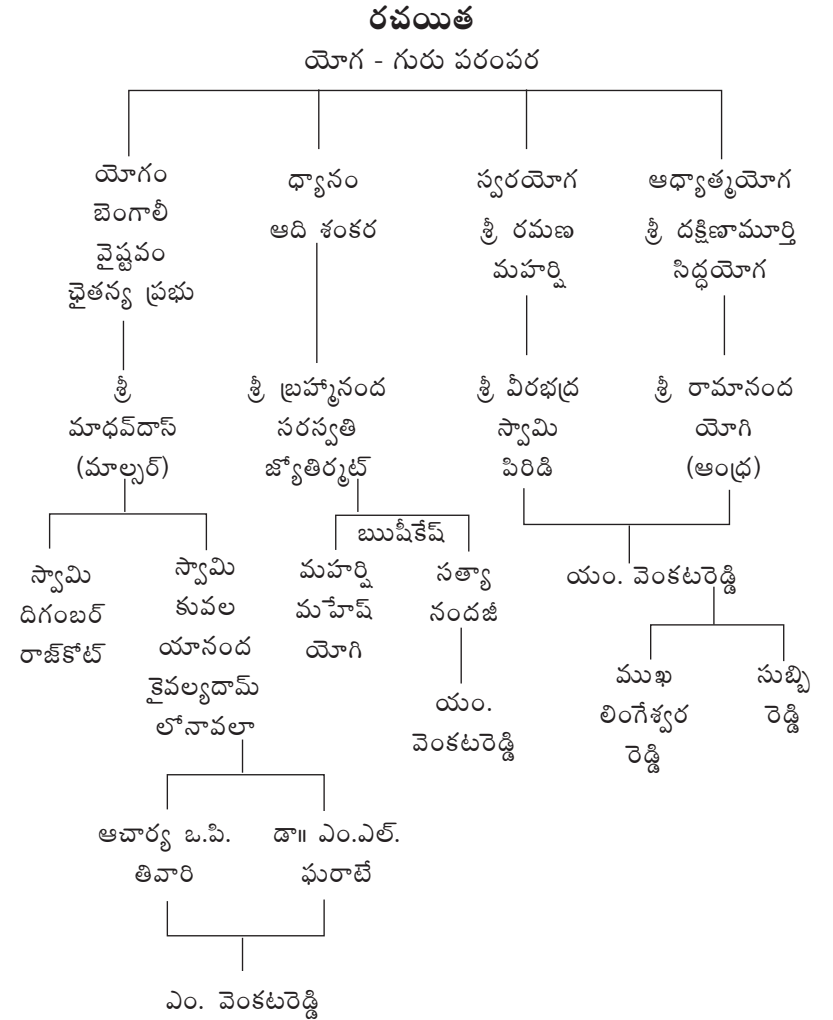 రచయిత
యోగ - గురు పరంపర
యోగం
బెంగాలీ
వైష్టవం
ఛైతన్య ప్రభు
ధ్యానం
ఆది శంకర
స్వరయోగ
శ్రీ రమణ
మహర్షి
ఆధ్యాత్మయోగ
శ్రీ దక్షిణామూర్తి
సిద్ధయోగ
శ్రీ
మాధవ్‌దాస్
(మాల్సర్)
శ్రీ బ్రహ్మానంద
సరస్వతి
జ్యోతిర్మట్
శ్రీ వీరభద్ర
స్వామి
పిరిడి
శ్రీ రామానంద
యోగి
(ఆంధ్ర)
స్వామి
దిగంబర్
రాజ్‌కోట్
స్వామి
కువల
యానంద
కైవల్యదామ్
లోనావలా
ఋషీకేష్
మహర్షి
మహేష్
యోగి
సత్యా
నందజీ
యం.
వెంకటరెడ్డి
యం. వెంకటరెడ్డి
ముఖ
లింగేశ్వర
రెడ్డి
సుబ్బి
రెడ్డి
ఆచార్య ఒ.పి.
తివారి
డా॥ ఎం.ఎల్.
ఘరాటే
ఎం. వెంకటరెడ్డి